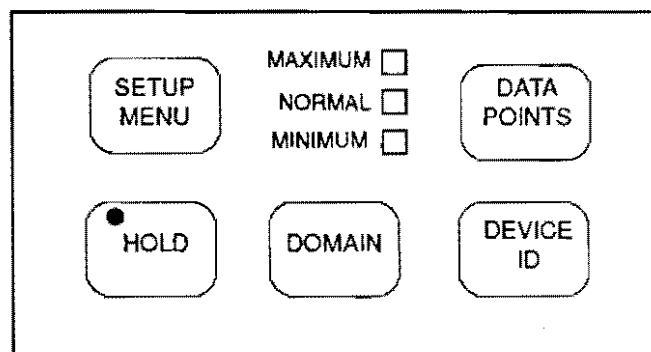 SETUP
MENU
MAXIMUM
NORMAL
MINIMUM
DATA
POINTS
HOLD
DOMAIN
DEVICE
ID